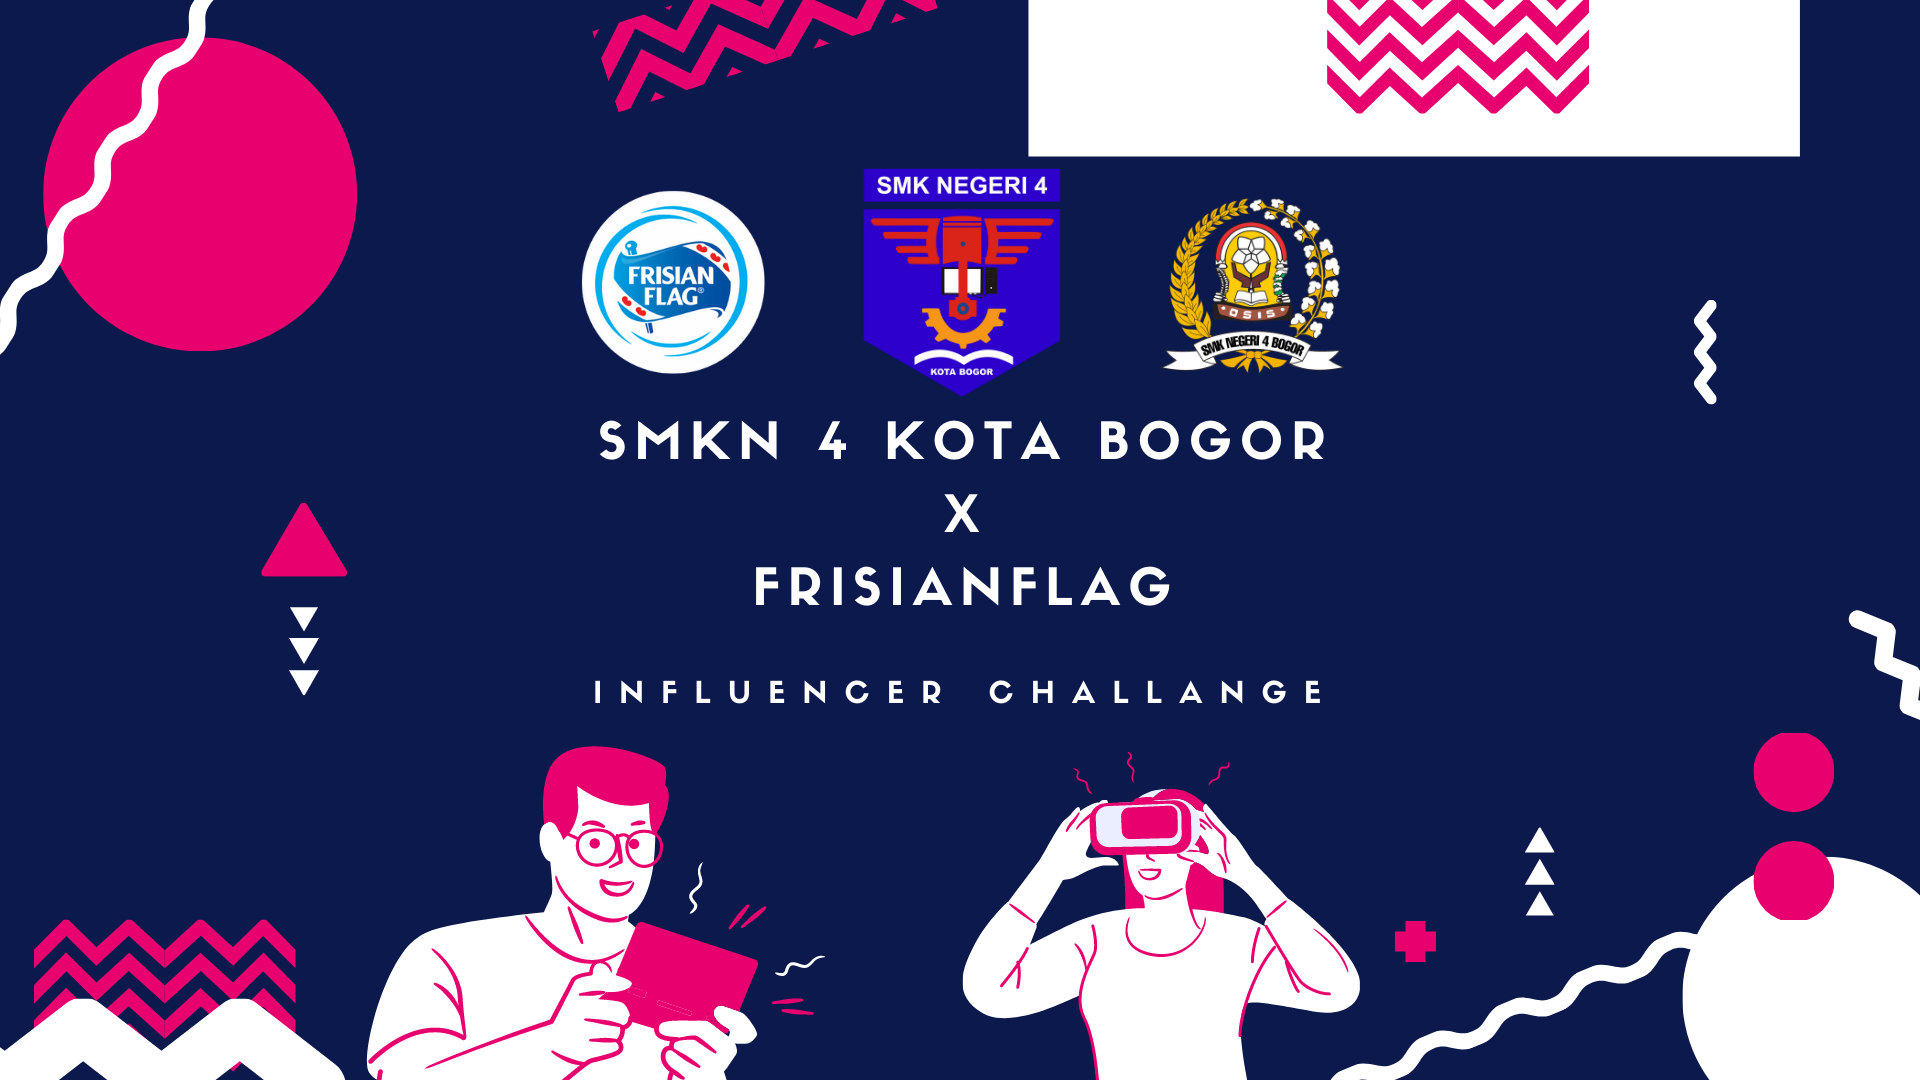 SMK NEGERI 4
FRISIAN
FLAG®
OSIS
SMK NEGERI 4 BOGOR
KOTA BOGOR
SMKN 4 KOTA BOGOR
X
FRISIANFLAG
INFLUENCER CHALLANGE